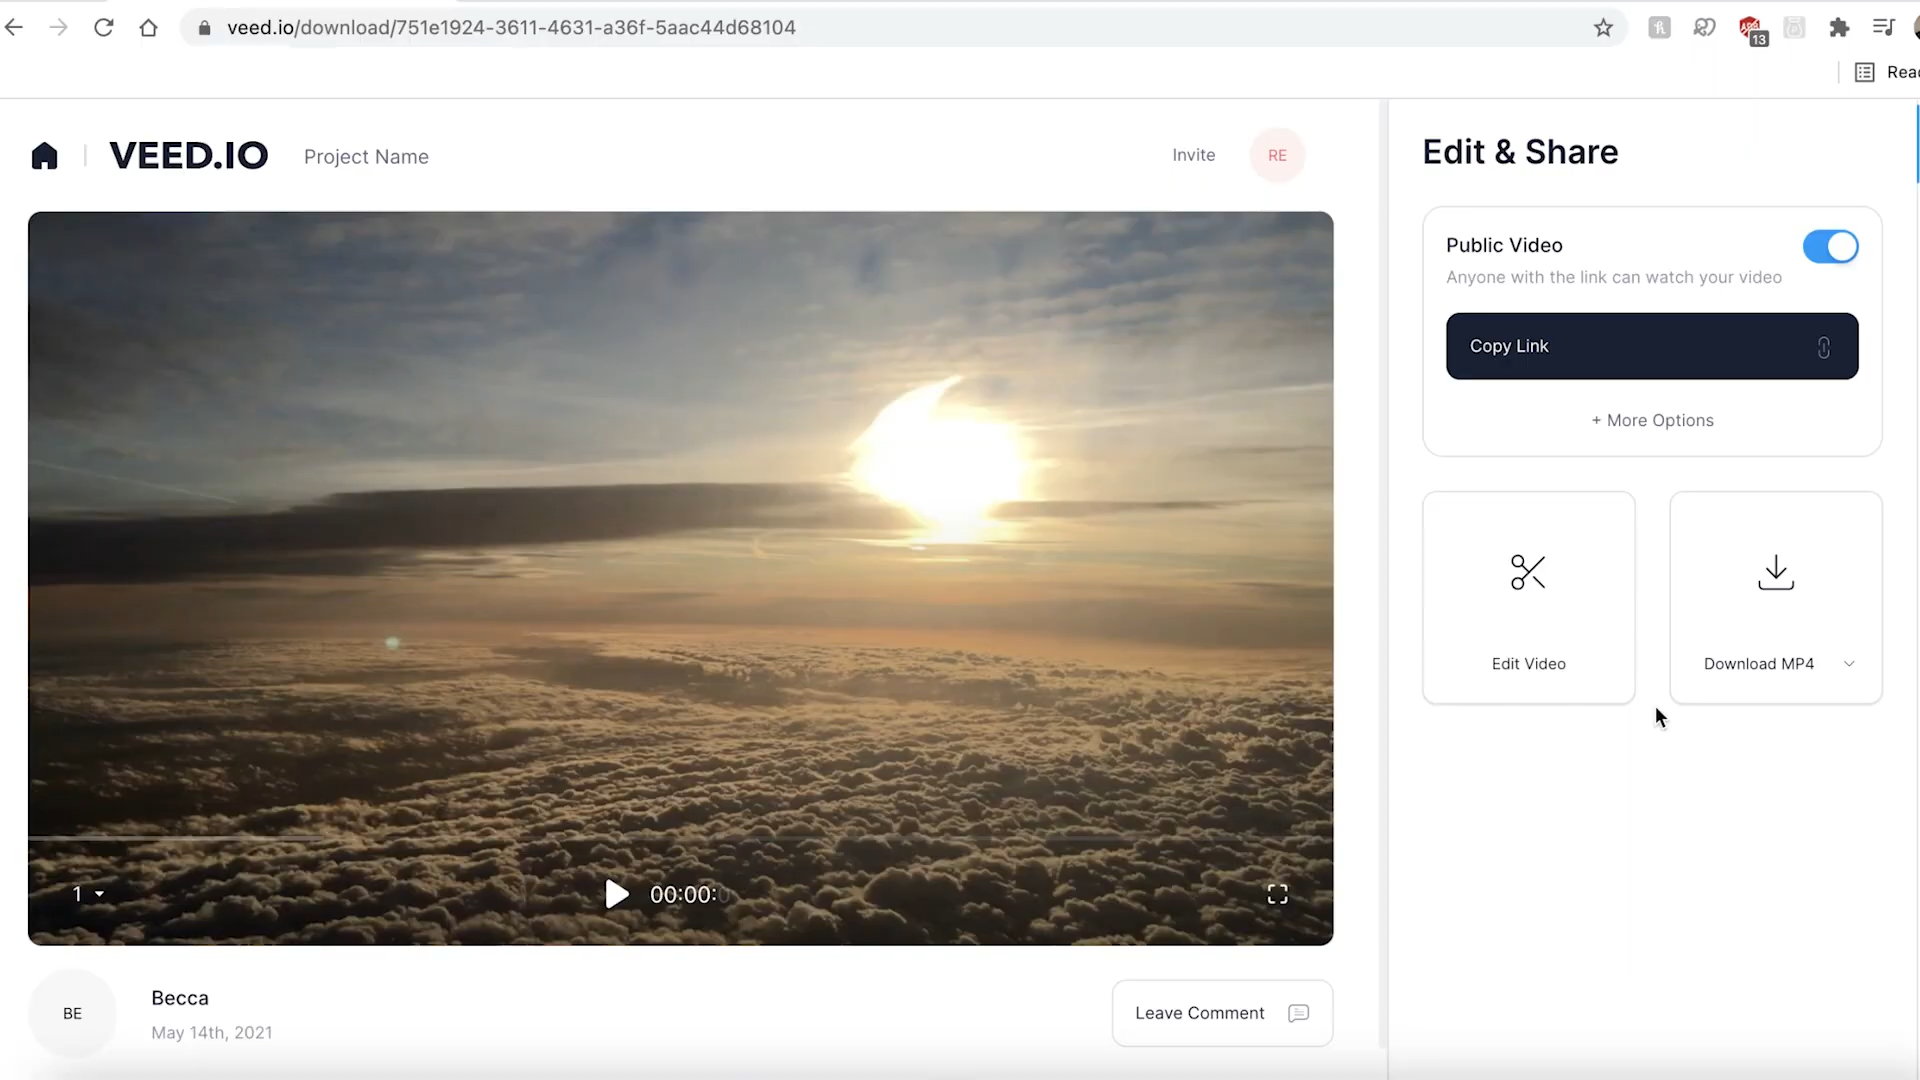 veed.io/download/751e1924-3611-4631-a36f-5aac44d68104
13
VEED.IO
Project Name
Invite
RE
Edit & Share
Public Video
Anyone with the link can watch your video
Copy Link
+ More Options
Edit Video
Download MP4
1
00:00:
BE
Becca
May 14th, 2021
Leave Comment